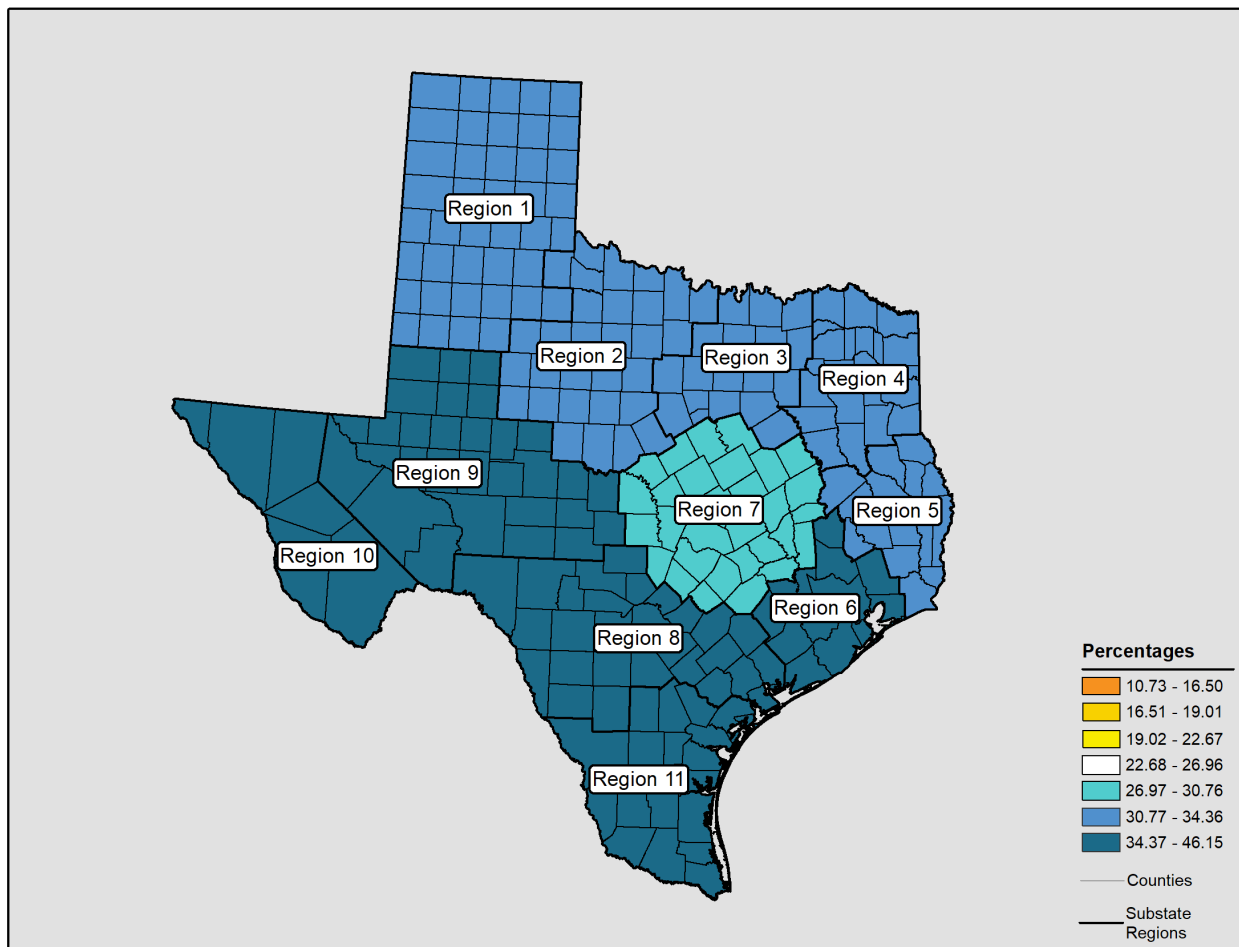 Region 1
Region 2
Region 3
Region 4
Region 9
Region 7
Region 5
Region 10
Region 6
Region 8
Region 11
Percentages
10.73 - 16.50
16.51 - 19.01
19.02 - 22.67
22.68 - 26.96
26.97 - 30.76
30.77 - 34.36
34.37 - 46.15
Counties
Substate
Regions